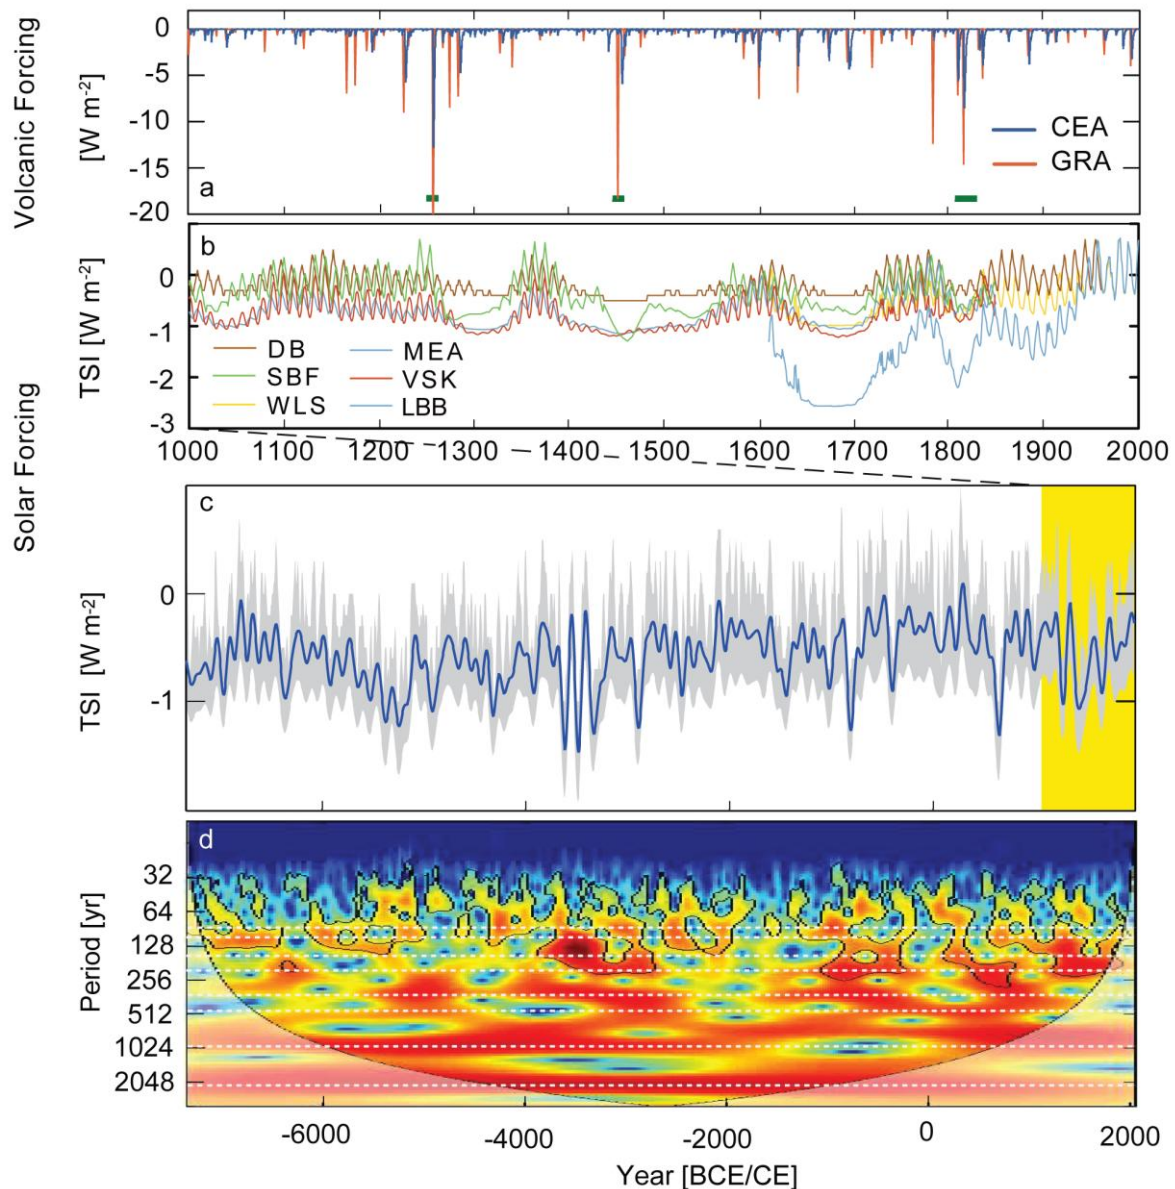 Volcanic Forcing
[W m-2]
0
-5
-10
-15
-20
a
CEA
GRA
Solar Forcing
TSI [W m-2]
b
0
-1
-2
-3
DB
MEA
SBF
VSK
WLS
LBB
1000 1100 1200 1300 1400 1500 1600 1700 1800 1900 2000
c
TSI [W m-2]
0
-1
d
Period [yr]
32
64
128
256
512
1024
2048
-6000 -4000 -2000 0 2000
Year [BCE/CE]